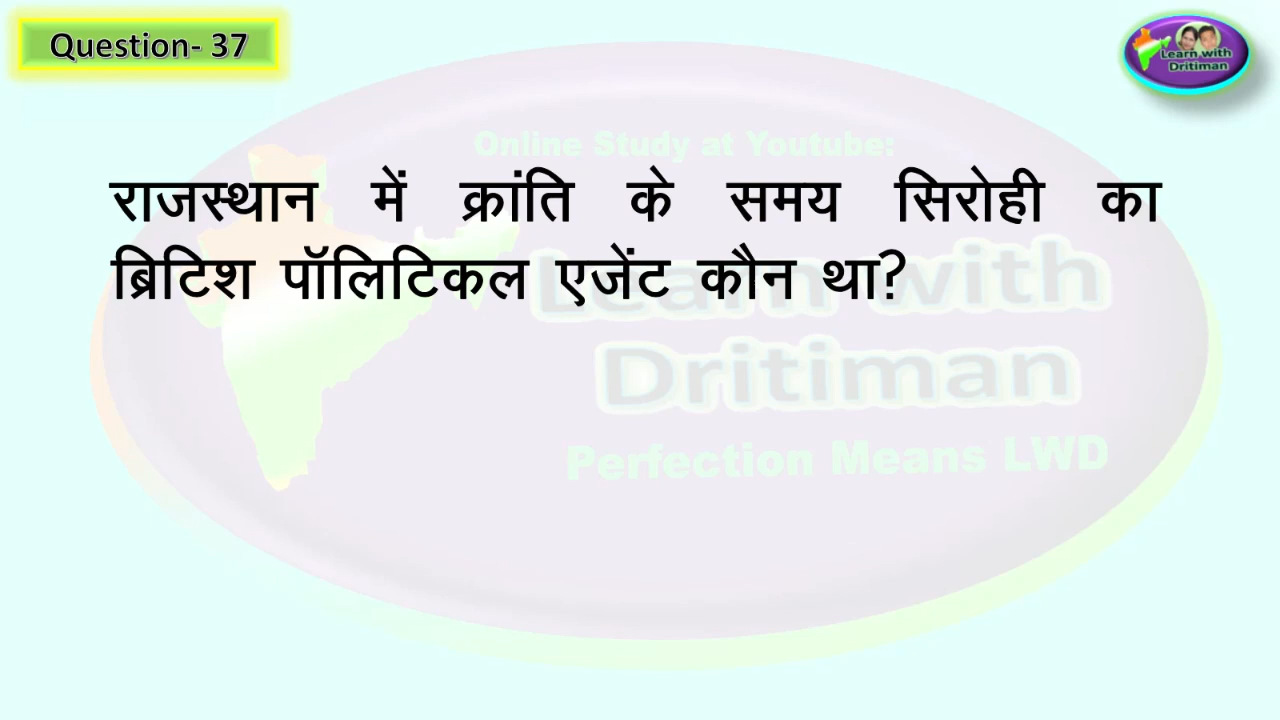 Question- 37
Learn with
Dritiman
Online Study at Youtube:
राजस्थान में क्रांति के समय सिरोही का
ब्रिटिश पॉलिटिकल एजेंट कौन था?
Learn with
Dritiman
Perfection Means LWD